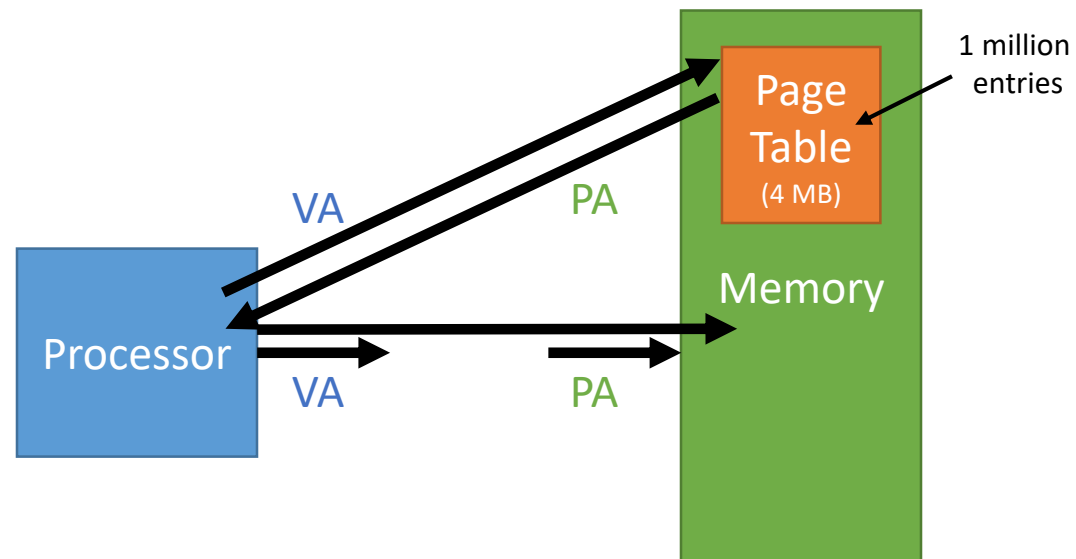 1 million
entries
Page
Table
(4 MB)
VA
PA
Memory
Processor
VA
PA